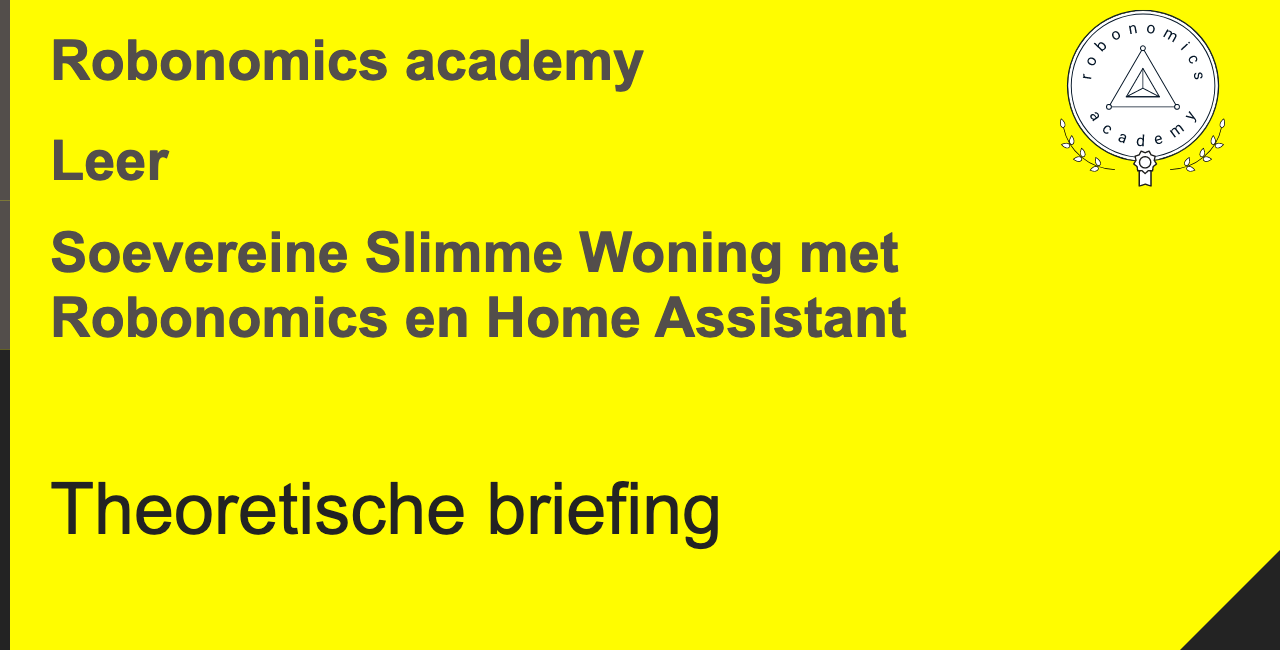 Robonomics academy
Leer
Soevereine Slimme Woning met
Robonomics en Home Assistant
Theoretische briefing
robonomics
academy